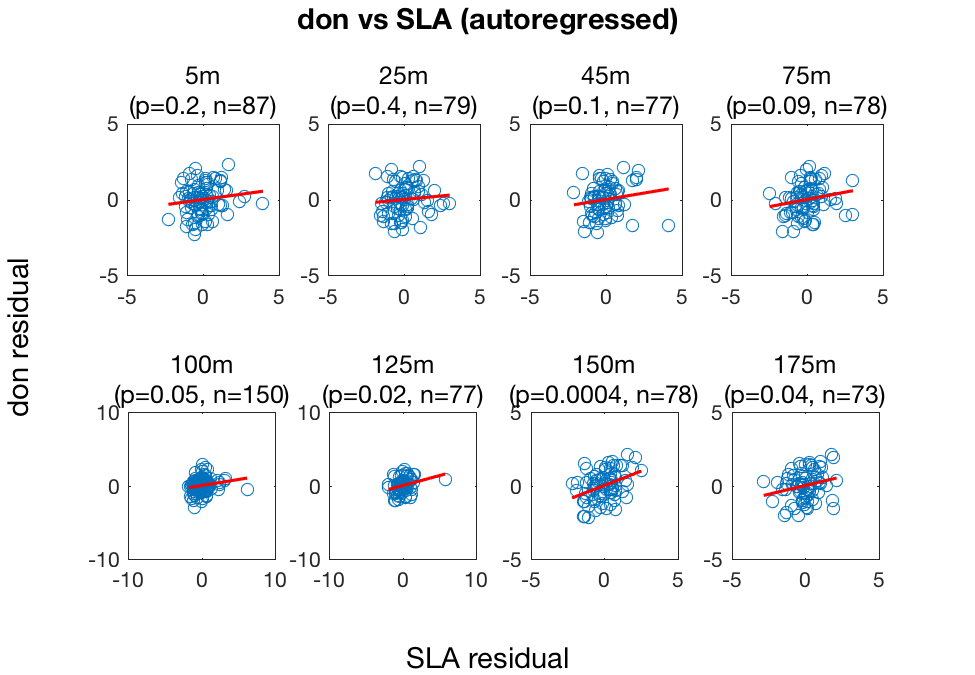 don vs SLA (autoregressed)
5m
(p=0.2, n=87)
25m
(p=0.4, n=79)
45m
(p=0.1, n=77)
75m
(p=0.09, n=78)
5
0
-5
-5 0 5
5
0
-5
-5 0 5
5
0
-5
-5 0 5
5
0
-5
-5 0 5
don residual
100m
(p=0.05, n=150)
125m
(p=0.02, n=77)
150m
(p=0.0004, n=78)
175m
(p=0.04, n=73)
10
0
-10
-10 0 10
10
0
-10
-10 0 10
5
0
-5
-5 0 5
5
0
-5
-5 0 5
SLA residual